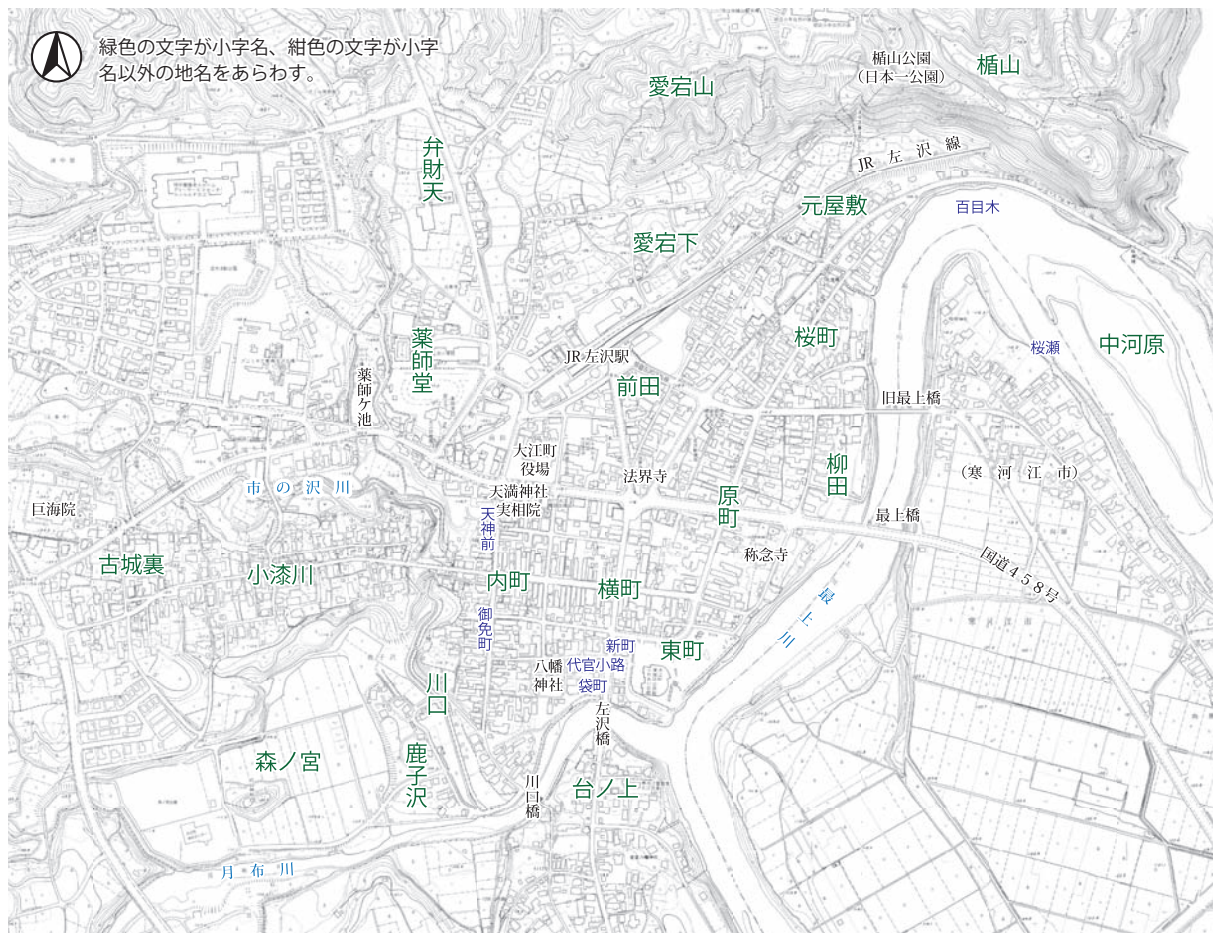 緑色の文字が小字名、紺色の文字が小字
名以外の地名をあらわす。
楯山公園
（日本一公園）
楯山
愛宕山
弁財天
JR 左沢線
元屋敷
百目木
愛宕下
薬師堂
桜町
中河原
桜瀬
JR 左沢駅
前田
薬師ケ池
旧最上橋
大江町
役場
法界寺
柳田
（寒河江市）
市の沢川
天満神社
実相院
巨海院
原町
天神前
最上橋
称念寺
国道４５８号
古城裏
小漆川
内町
横町
最上川
御免町
新町
東町
八幡
神社
代官小路
袋町
川口
左沢橋
森ノ宮
鹿子沢
川口橋
台ノ上
月布川